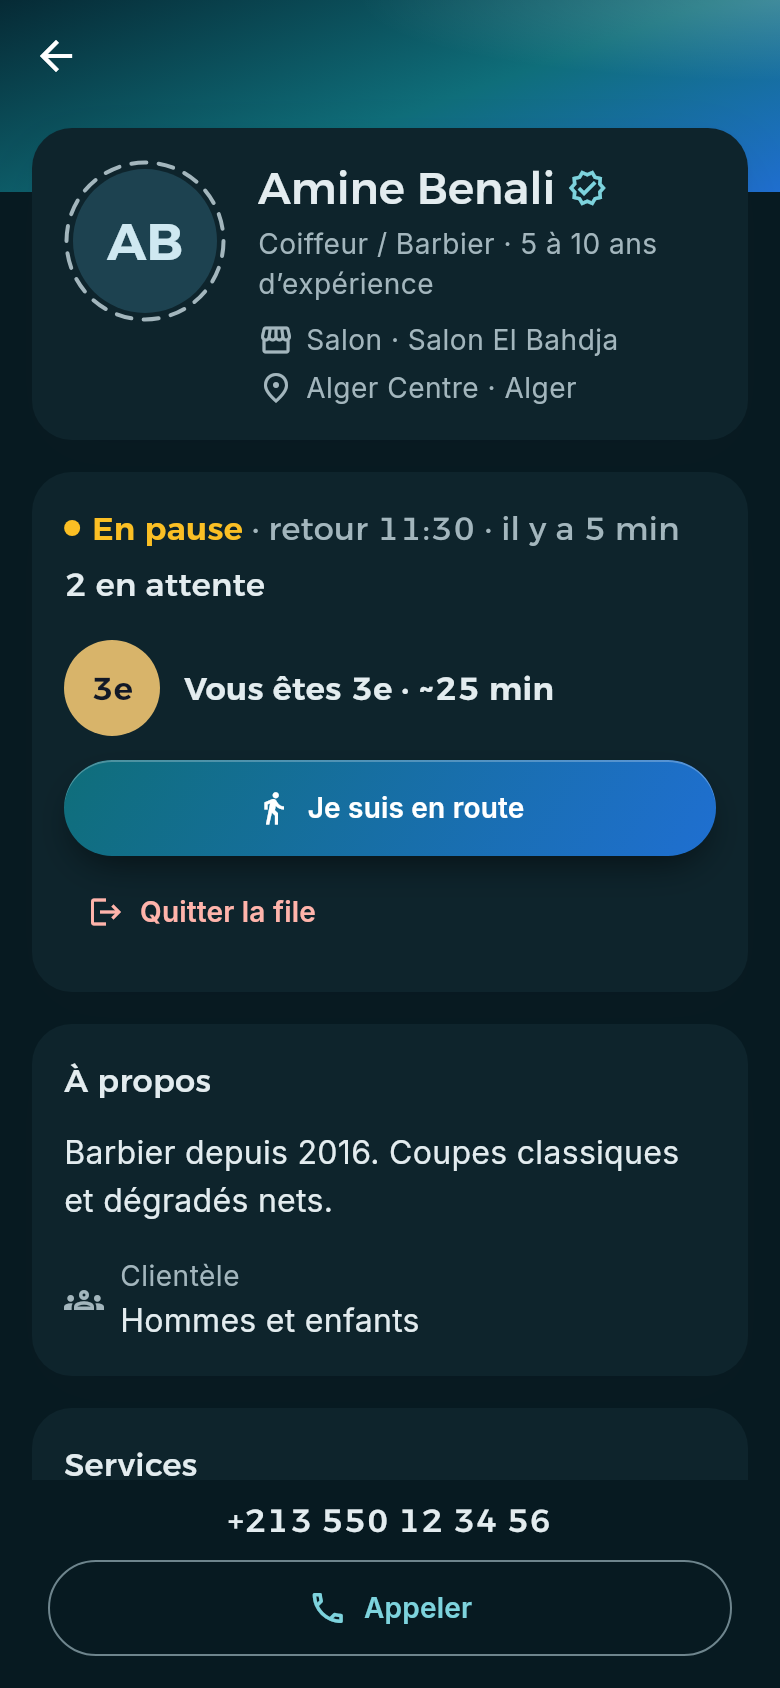 Amine Benali
AB
Coiffeur / Barbier · 5 à 10 ans
d’expérience
Salon · Salon El Bahdja
Alger Centre · Alger
En pause · retour 11:30 · il y a 5 min
2 en attente
3e
Vous êtes 3e · ~25 min
Je suis en route
Quitter la file
À propos
Barbier depuis 2016. Coupes classiques
et dégradés nets.
Clientèle
Hommes et enfants
Services
+213 550 12 34 56
Appeler